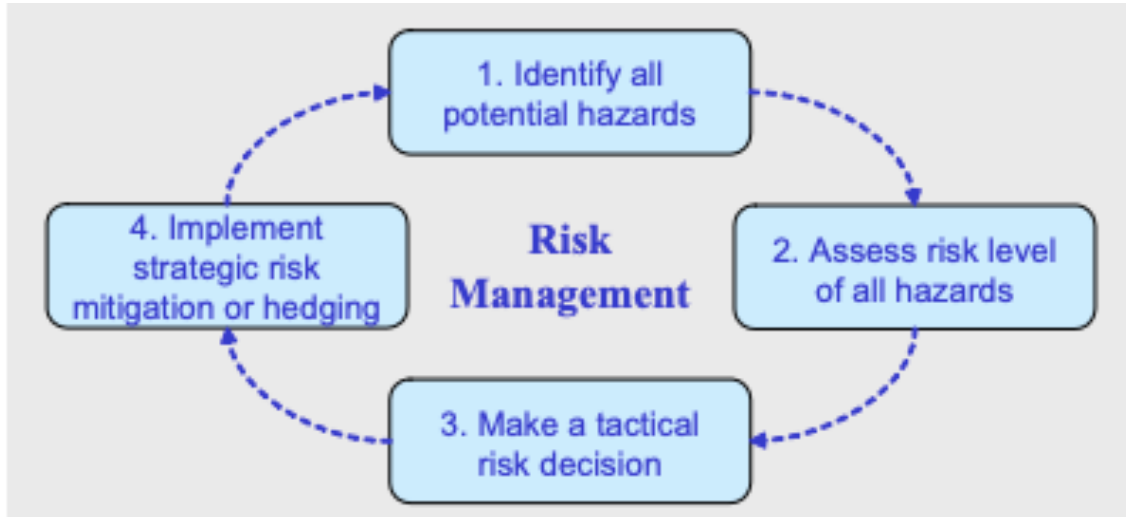 1. Identify all
potential hazards
2. Assess risk level
of all hazards
3. Make a tactical
risk decision
4. Implement
strategic risk
mitigation or hedging
Risk
Management